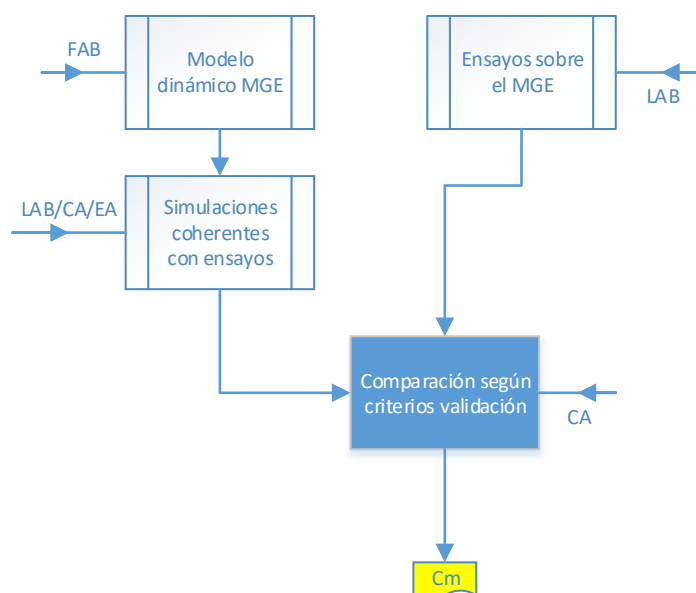 FAB
Modelo
dinámico MGE
Ensayos sobre
el MGE
LAB
LAB/CA/EA
Simulaciones
coherentes
con ensayos
Comparación según
criterios validación
CA
Cm